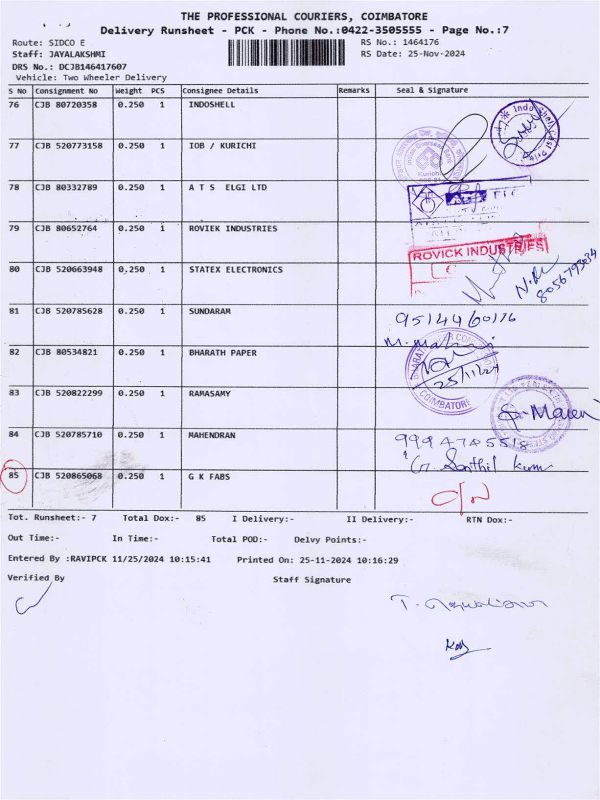 THE PROFESSIONAL COURIERS, COIMBATORE
Delivery Runsheet - PCK - Phone No.:0422-3505555 - Page No.:7
Route: SIDCO E RS No.: 1464176
Staff: JAYALAKSHMI RS Date: 25-Nov-2024
DRS No.: DCJB146417607
Vehicle: Two Wheeler Delivery
S No Consignment No Weight PCS Consignee Details Remarks Seal & Signature
76 CJB 80720358 0.250 1 INDOSHELL
77 CJB 520773158 0.250 1 IOB / KURICHI
78 CJB 80332789 0.250 1 A T S ELGI LTD
79 CJB 80652764 0.250 1 ROVIEK INDUSTRIES
ROVICK INDUSTRIES
80 CJB 520663948 0.250 1 STATEX ELECTRONICS
8056793034
81 CJB 520785628 0.250 1 SUNDARAM
9514460176
82 CJB 80534821 0.250 1 BHARATH PAPER
25/11/24
COIMBATORE
83 CJB 520822299 0.250 1 RAMASAMY
84 CJB 520785710 0.250 1 MAHENDRAN
9994745518
85 CJB 520865068 0.250 1 G K FABS
Tot. Runsheet:- 7 Total Dox:- 85 I Delivery:- II Delivery:- RTN Dox:-
Out Time:- In Time:- Total POD:- Delvy Points:-
Entered By :RAVIPCK 11/25/2024 10:15:41 Printed On: 25-11-2024 10:16:29
Verified By Staff Signature